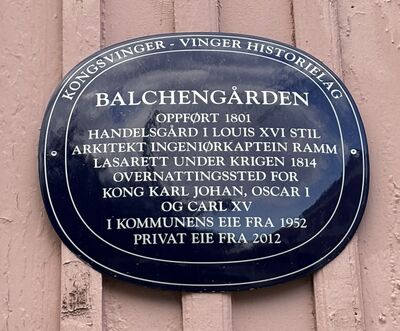 KONGSVINGER - VINGER HISTORIELAG
BALCHENGÅRDEN
OPPFØRT 1801
HANDELSGÅRD I LOUIS XVI STIL
ARKITEKT INGENIØRKAPTEIN RAMM
LASARETT UNDER KRIGEN 1814
OVERNATTINGSSTED FOR
KONG KARL JOHAN, OSCAR I
OG CARL XV
I KOMMUNENS EIE FRA 1952
PRIVAT EIE FRA 2012